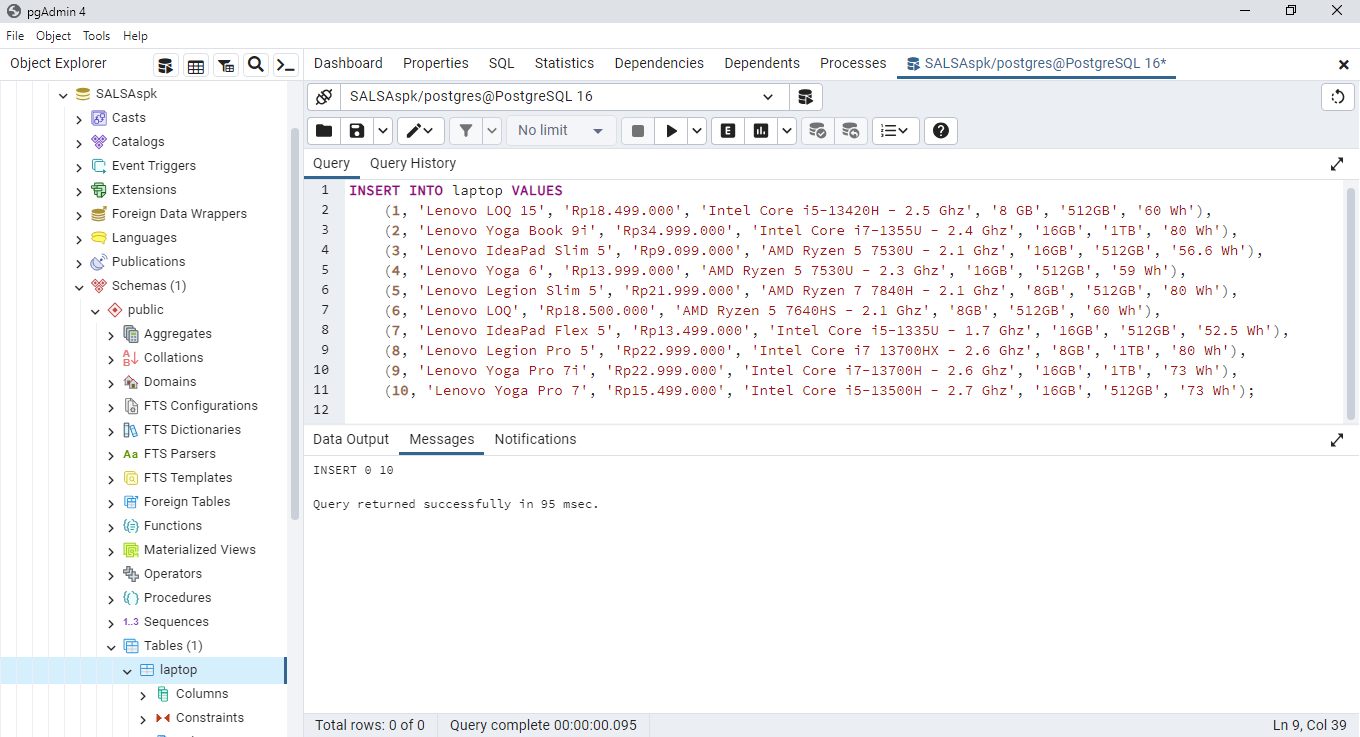 pgAdmin 4
File Object Tools Help
Object Explorer
Dashboard Properties SQL Statistics Dependencies Dependents Processes SALSAspk/postgres@PostgreSQL 16*
SALSAspk
Casts
Catalogs
Event Triggers
Extensions
Foreign Data Wrappers
Languages
Publications
Schemas (1)
public
Aggregates
Collations
Domains
FTS Configurations
FTS Dictionaries
Aa FTS Parsers
FTS Templates
Foreign Tables
Functions
Materialized Views
Operators
Procedures
1..3 Sequences
Tables (1)
laptop
Columns
Constraints
SALSAspk/postgres@PostgreSQL 16
No limit
E
Query Query History
1 INSERT INTO laptop VALUES
2 (1, 'Lenovo LOQ 15', 'Rp18.499.000', 'Intel Core i5-13420H - 2.5 Ghz', '8 GB', '512GB', '60 Wh'),
3 (2, 'Lenovo Yoga Book 9i', 'Rp34.999.000', 'Intel Core i7-1355U - 2.4 Ghz', '16GB', '1TB', '80 Wh'),
4 (3, 'Lenovo IdeaPad Slim 5', 'Rp9.099.000', 'AMD Ryzen 5 7530U - 2.1 Ghz', '16GB', '512GB', '56.6 Wh'),
5 (4, 'Lenovo Yoga 6', 'Rp13.999.000', 'AMD Ryzen 5 7530U - 2.3 Ghz', '16GB', '512GB', '59 Wh'),
6 (5, 'Lenovo Legion Slim 5', 'Rp21.999.000', 'AMD Ryzen 7 7840H - 2.1 Ghz', '8GB', '512GB', '80 Wh'),
7 (6, 'Lenovo LOQ', 'Rp18.500.000', 'AMD Ryzen 5 7640HS - 2.1 Ghz', '8GB', '512GB', '60 Wh'),
8 (7, 'Lenovo IdeaPad Flex 5', 'Rp13.499.000', 'Intel Core i5-1335U - 1.7 Ghz', '16GB', '512GB', '52.5 Wh'),
9 (8, 'Lenovo Legion Pro 5', 'Rp22.999.000', 'Intel Core i7 13700HX - 2.6 Ghz', '8GB', '1TB', '80 Wh'),
10 (9, 'Lenovo Yoga Pro 7i', 'Rp22.999.000', 'Intel Core i7-13700H - 2.6 Ghz', '16GB', '1TB', '73 Wh'),
11 (10, 'Lenovo Yoga Pro 7', 'Rp15.499.000', 'Intel Core i5-13500H - 2.7 Ghz', '16GB', '512GB', '73 Wh');
12
Data Output Messages Notifications
INSERT 0 10
Query returned successfully in 95 msec.
Total rows: 0 of 0 Query complete 00:00:00.095 Ln 9, Col 39